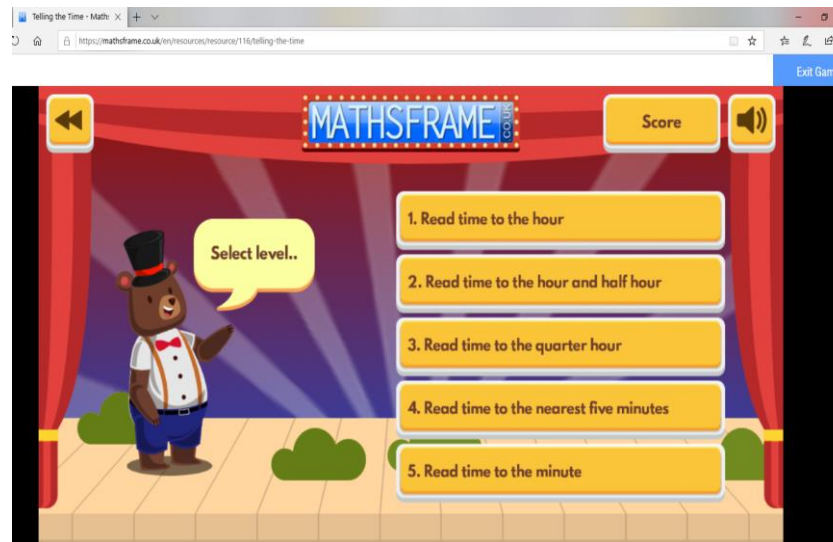 Telling the Time - Maths
https://mathsframe.co.uk/en/resources/resource/116/telling-the-time
Exit Gam
MATHSFRAME.CO.UK
Score
Select level..
1. Read time to the hour
2. Read time to the hour and half hour
3. Read time to the quarter hour
4. Read time to the nearest five minutes
5. Read time to the minute